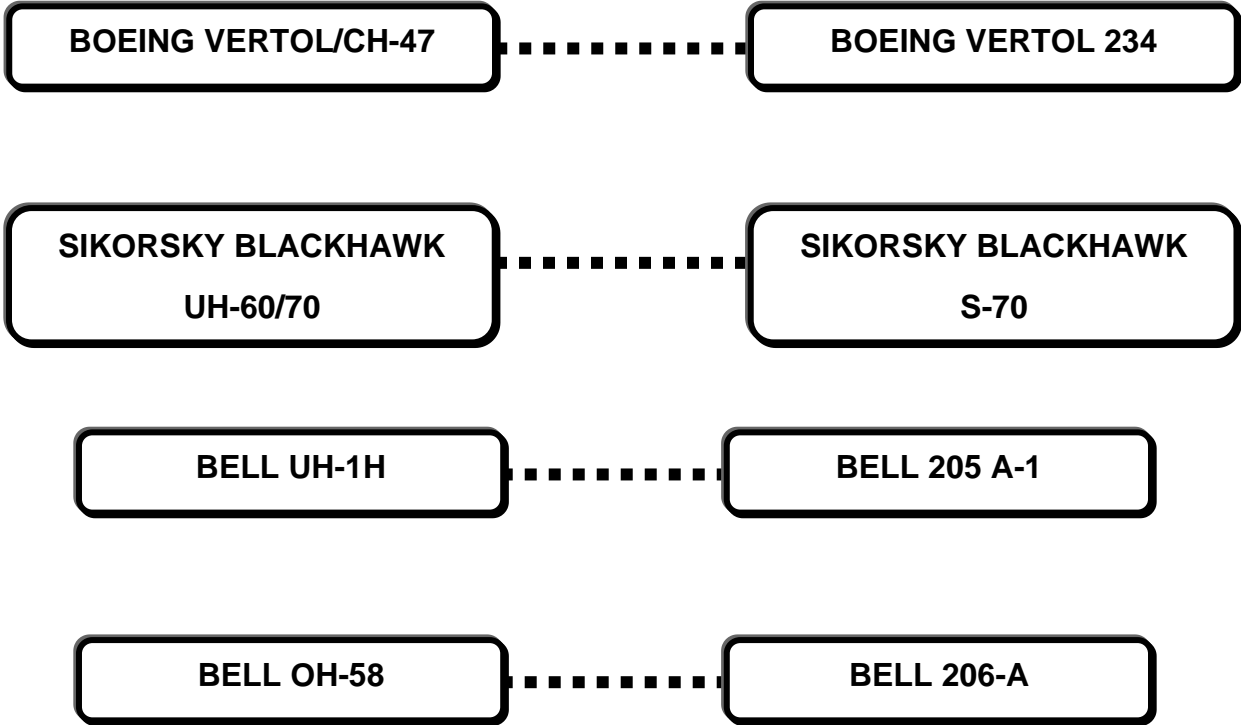 BOEING VERTOL/CH-47
BOEING VERTOL 234
SIKORSKY BLACKHAWK
UH-60/70
SIKORSKY BLACKHAWK
S-70
BELL UH-1H
BELL 205 A-1
BELL OH-58
BELL 206-A